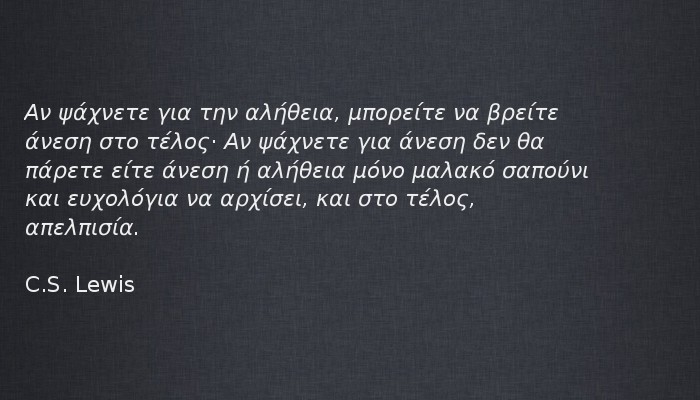 Αν ψάχνετε για την αλήθεια, μπορείτε να βρείτε
άνεση στο τέλος· Αν ψάχνετε για άνεση δεν θα
πάρετε είτε άνεση ή αλήθεια μόνο μαλακό σαπούνι
και ευχολόγια να αρχίσει, και στο τέλος,
απελπισία.
C.S. Lewis